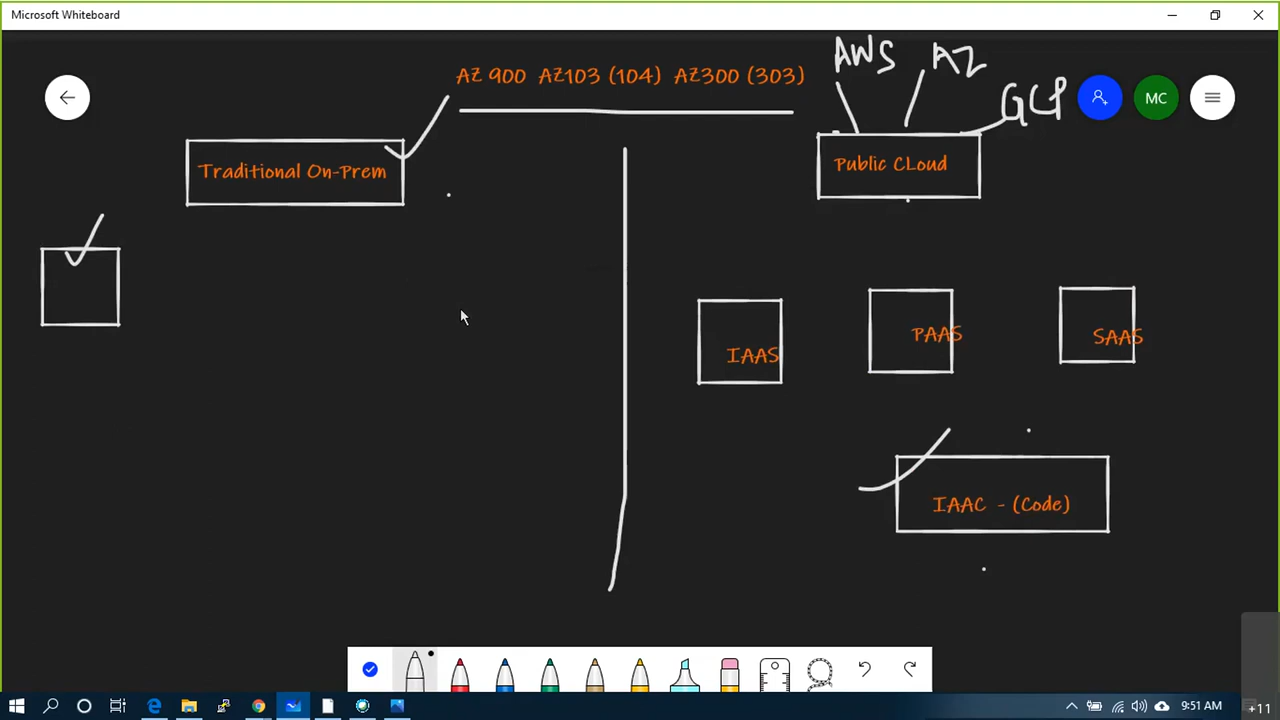 Microsoft Whiteboard
AWS AZ
AZ 900 AZ103 (104) AZ300 (303)
GCP
MC
Traditional On-Prem
Public CLoud
IAAS
PAAS
SAAS
IAAC - (Code)
9:51 AM
+11